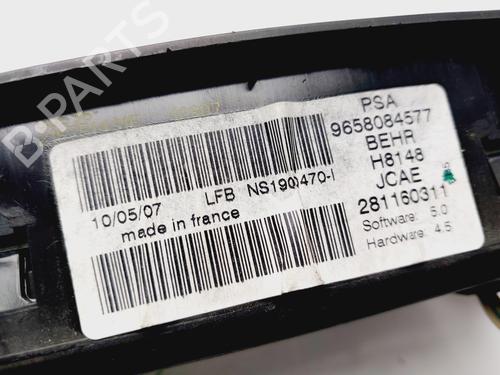 PSA
9658084577
BEHR
H8148
JCAE
281160311
Software: 5.0
Hardware: 4.5
10/05/07 LFB NS1900470-I
made in france
B-PARTS